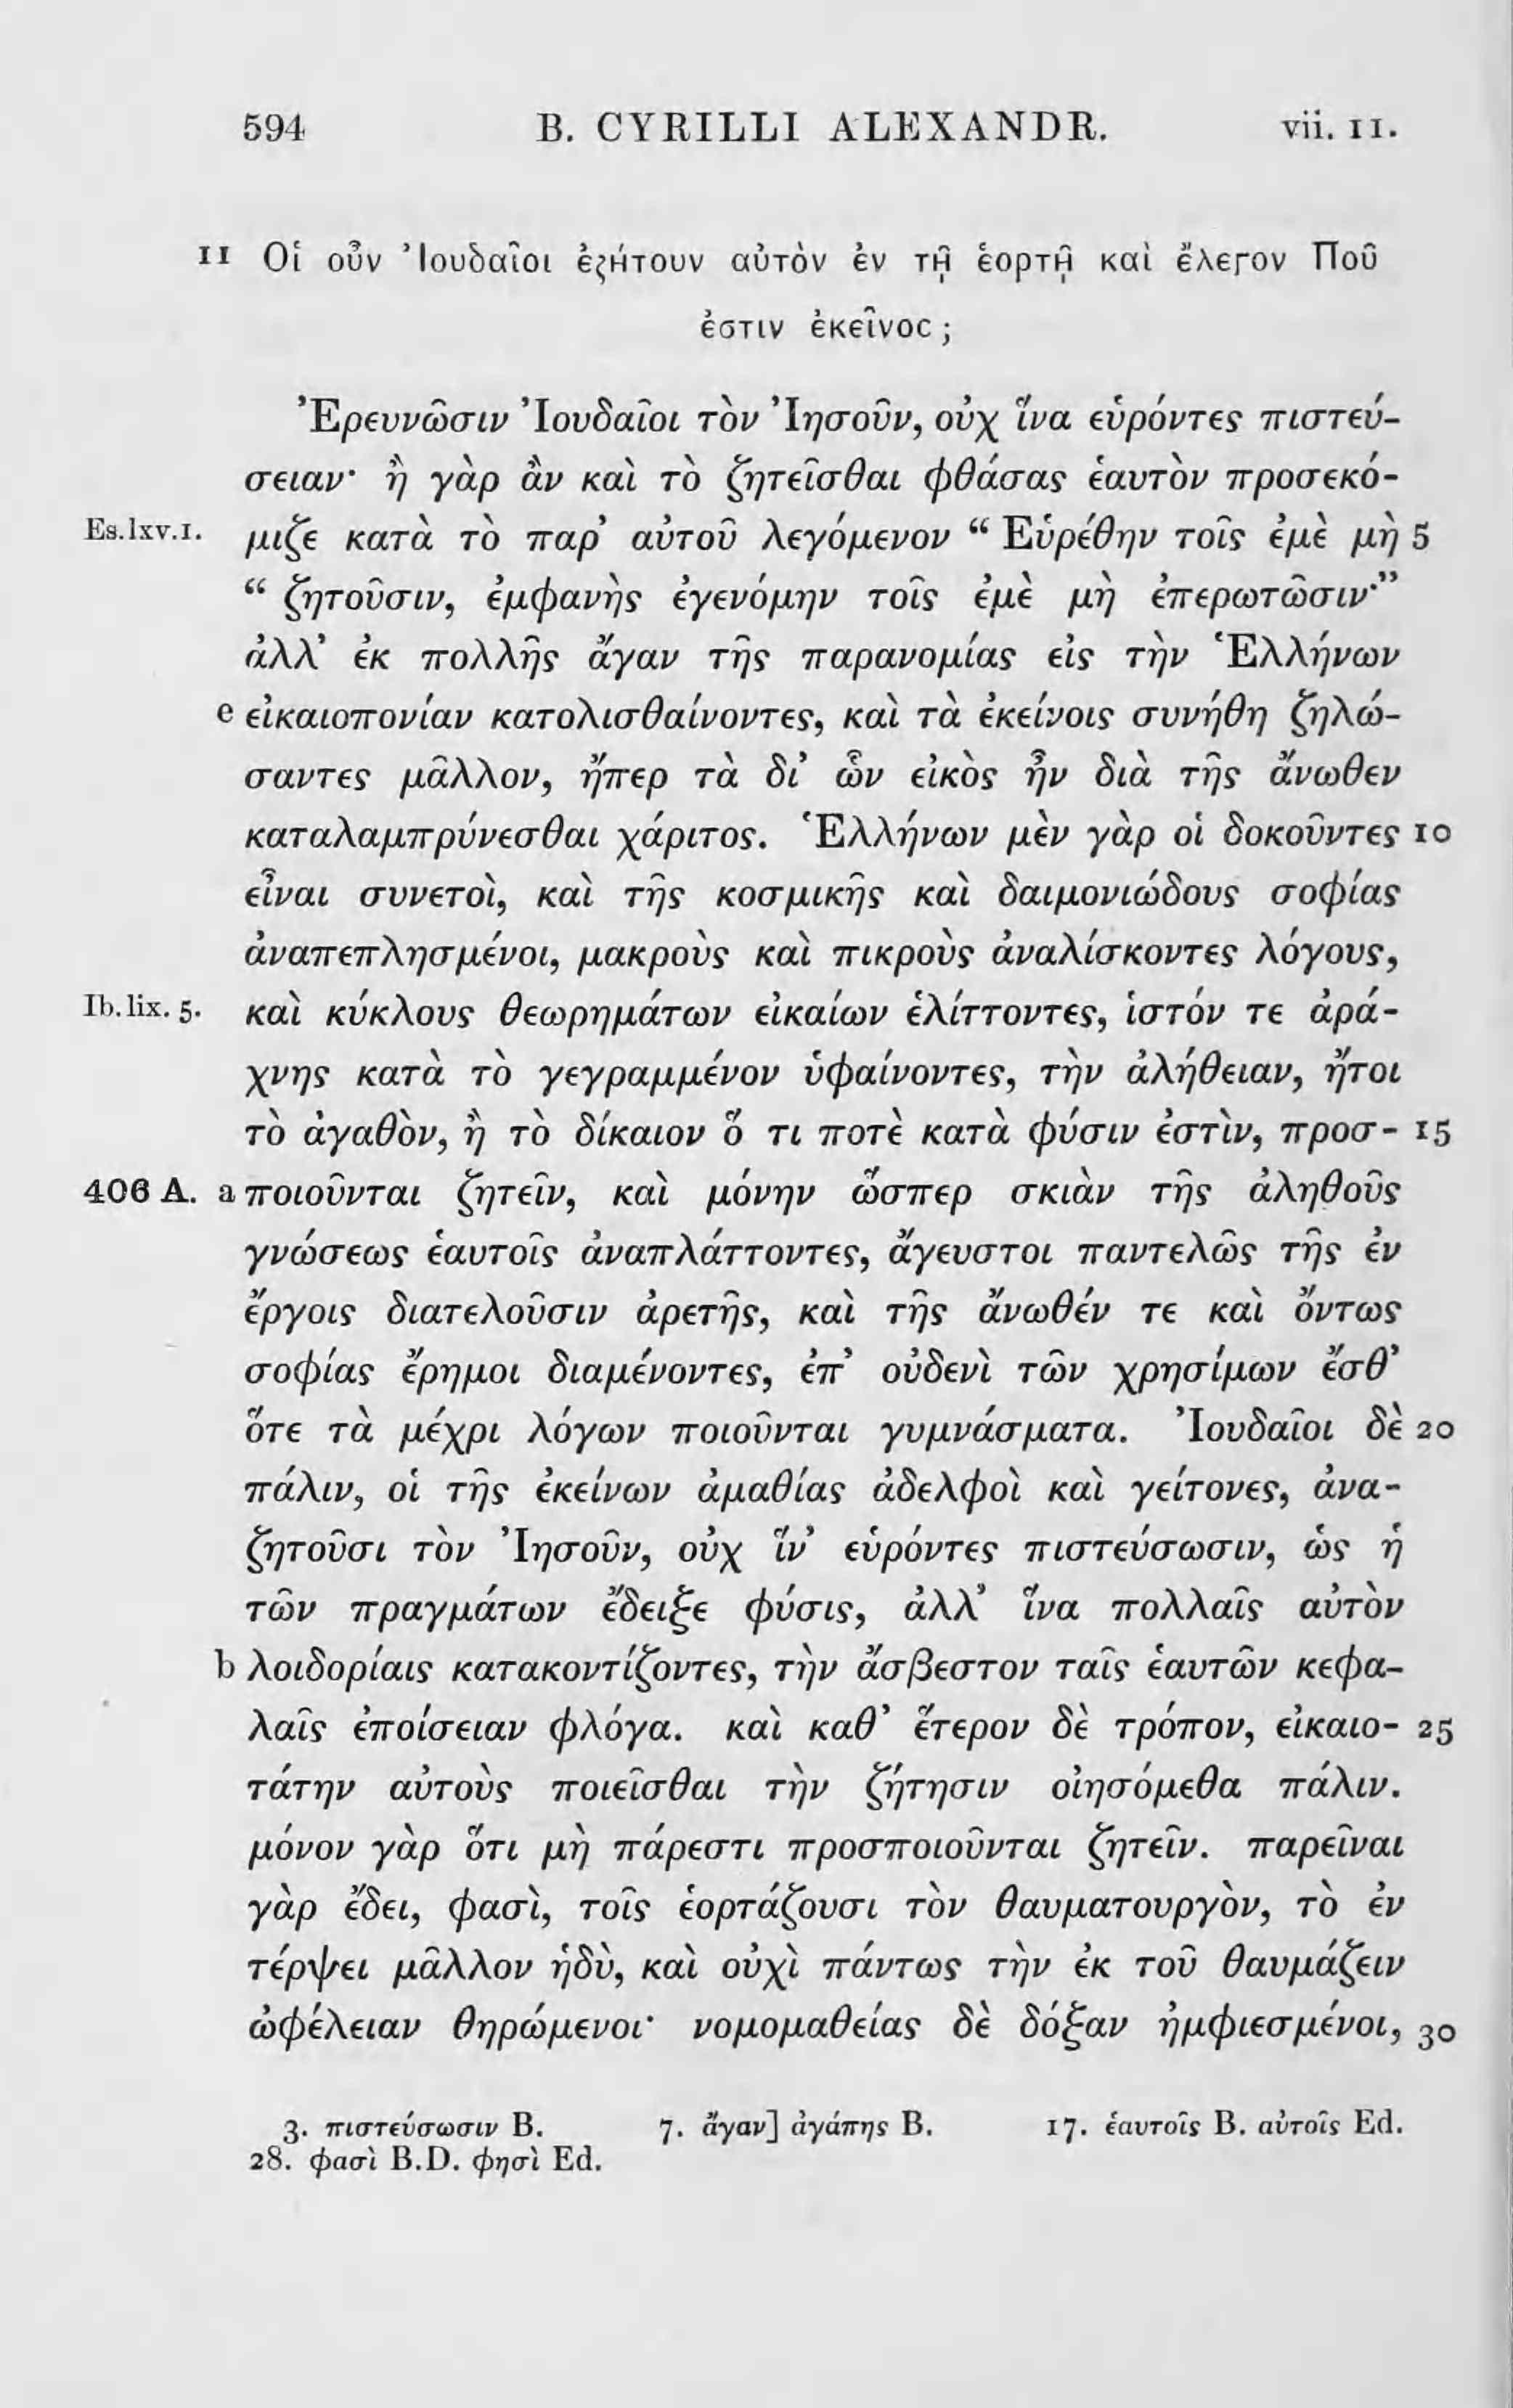 594 B. CYRILLI ALEXANDR. vii. 11.
11 Οἱ οὖν Ἰουδαῖοι ἐζήτουν αὐτὸν ἐν τῇ ἑορτῇ καὶ ἔλεγον Ποῦ
ἐστιν ἐκεῖνος ;
Ἐρευνῶσιν Ἰουδαῖοι τὸν Ἰησοῦν, οὐχ ἵνα εὑρόντες πιστεύ-
σειαν· ἢ γὰρ ἂν καὶ τὸ ζητεῖσθαι φθάσας ἑαυτὸν προσεκό-
Es. lxv. 1. μιζε κατὰ τὸ παρ’ αὐτοῦ λεγόμενον “ Εὑρέθην τοῖς ἐμὲ μὴ 5
“ ζητοῦσιν, ἐμφανὴς ἐγενόμην τοῖς ἐμὲ μὴ ἐπερωτῶσιν·”
ἀλλ’ ἐκ πολλῆς ἄγαν τῆς παρανομίας εἰς τὴν Ἑλλήνων
e εἰκαιοπονίαν κατολισθαίνοντες, καὶ τὰ ἐκείνοις συνήθη ζηλώ-
σαντες μᾶλλον, ἤπερ τὰ δι’ ὧν εἰκὸς ἦν διὰ τῆς ἄνωθεν
καταλαμπρύνεσθαι χάριτος. Ἑλλήνων μὲν γὰρ οἱ δοκοῦντες 10
εἶναι συνετοὶ, καὶ τῆς κοσμικῆς καὶ δαιμονιώδους σοφίας
ἀναπεπλησμένοι, μακροὺς καὶ πικροὺς ἀναλίσκοντες λόγους,
Ib. lix. 5. καὶ κύκλους θεωρημάτων εἰκαίων ἑλίττοντες, ἱστόν τε ἀρά-
χνης κατὰ τὸ γεγραμμένον ὑφαίνοντες, τὴν ἀλήθειαν, ἤτοι
τὸ ἀγαθὸν, ἢ τὸ δίκαιον ὅ τι ποτὲ κατὰ φύσιν ἐστὶν, προσ- 15
406 A. a ποιοῦνται ζητεῖν, καὶ μόνην ὥσπερ σκιὰν τῆς ἀληθοῦς
γνώσεως ἑαυτοῖς ἀναπλάττοντες, ἄγευστοι παντελῶς τῆς ἐν
ἔργοις διατελοῦσιν ἀρετῆς, καὶ τῆς ἄνωθέν τε καὶ ὄντως
σοφίας ἔρημοι διαμένοντες, ἐπ’ οὐδενὶ τῶν χρησίμων ἔσθ’
ὅτε τὰ μέχρι λόγων ποιοῦνται γυμνάσματα. Ἰουδαῖοι δὲ 20
πάλιν, οἱ τῆς ἐκείνων ἀμαθίας ἀδελφοὶ καὶ γείτονες, ἀνα-
ζητοῦσι τὸν Ἰησοῦν, οὐχ ἵν’ εὑρόντες πιστεύσωσιν, ὡς ἡ
τῶν πραγμάτων ἔδειξε φύσις, ἀλλ’ ἵνα πολλαῖς αὐτὸν
b λοιδορίαις κατακοντίζοντες, τὴν ἄσβεστον ταῖς ἑαυτῶν κεφα-
λαῖς ἐποίσειαν φλόγα. καὶ καθ’ ἕτερον δὲ τρόπον, εἰκαιο- 25
τάτην αὐτοὺς ποιεῖσθαι τὴν ζήτησιν οἰησόμεθα πάλιν.
μόνον γὰρ ὅτι μὴ πάρεστι προσποιοῦνται ζητεῖν. παρεῖναι
γὰρ ἔδει, φασὶ, τοῖς ἑορτάζουσι τὸν θαυματουργὸν, τὸ ἐν
τέρψει μᾶλλον ἡδὺ, καὶ οὐχὶ πάντως τὴν ἐκ τοῦ θαυμάζειν
ὠφέλειαν θηρώμενοι· νομομαθείας δὲ δόξαν ἠμφιεσμένοι, 30
3. πιστεύσωσιν B. 7. ἄγαν] ἀγάπης B. 17. ἑαυτοῖς B. αὐτοῖς Ed.
28. φασὶ B.D. φησὶ Ed.